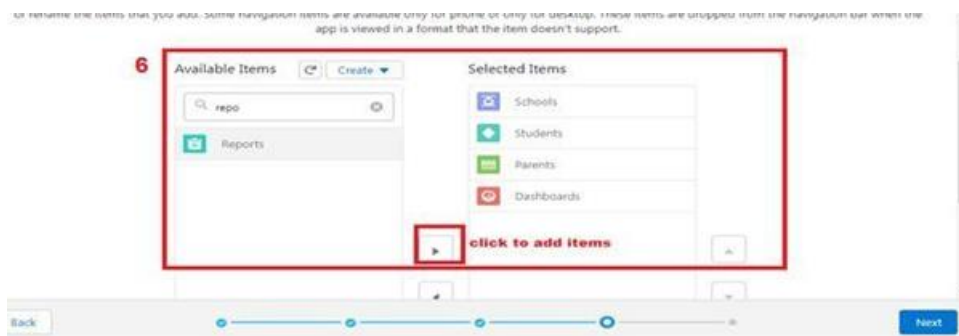 or rename the items that you add. Some navigation items are available only for phone or only for desktop. These items are dropped from the navigation bar when the
app is viewed in a format that the item doesn't support.
6
Available Items Create Selected Items
repo
Schools
Reports
Students
Parents
Dashboards
click to add items
Back
Next